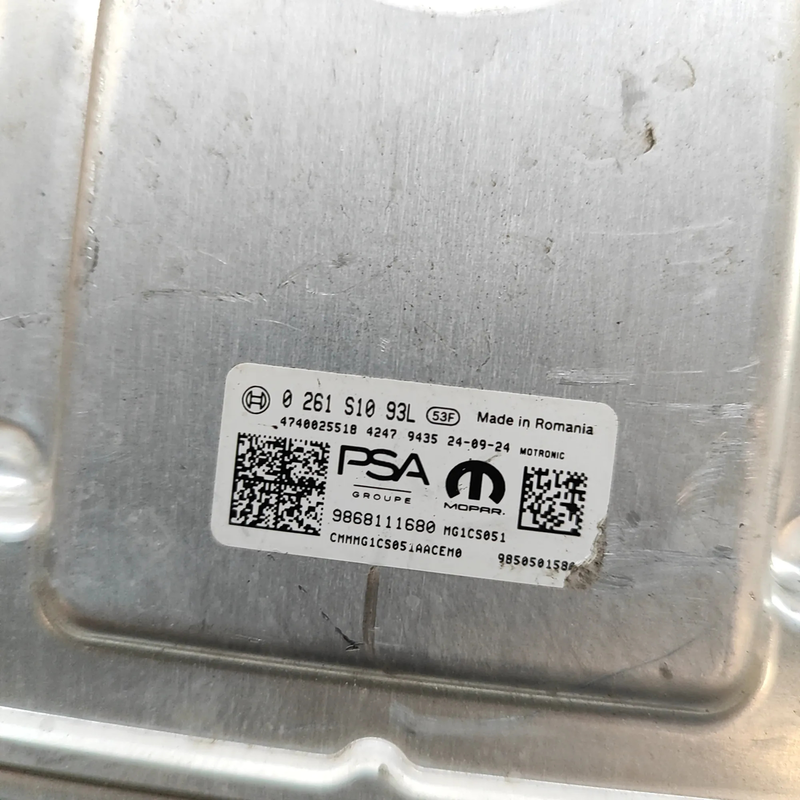 0 261 S10 93L 53F Made in Romania
4740025518 4247 9435 24-09-24 MOTRONIC
PSA
GROUPE
MOPAR.
9868111680 MG1CS051
CMMMG1CS051AACEM0